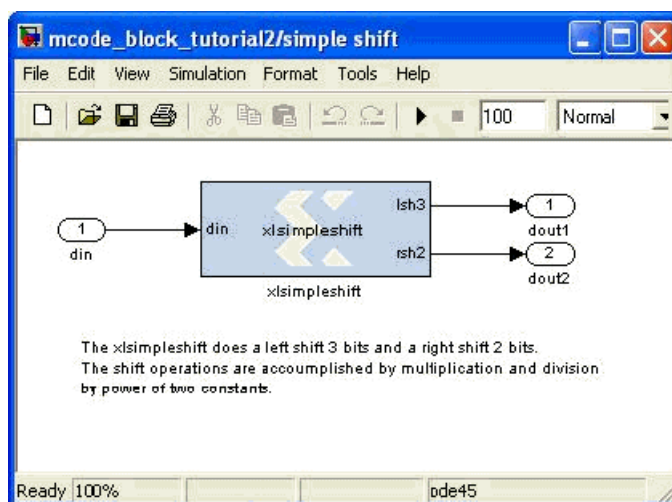 mcode_block_tutorial2/simple shift
File Edit View Simulation Format Tools Help
100 Normal
1
din
din xlsimpleshift lsh3 rsh2
xlsimpleshift
1
dout1
2
dout2
The xlsimpleshift does a left shift 3 bits and a right shift 2 bits.
The shift operations are accoumplished by multiplication and division
by power of two constants.
Ready 100% ode45